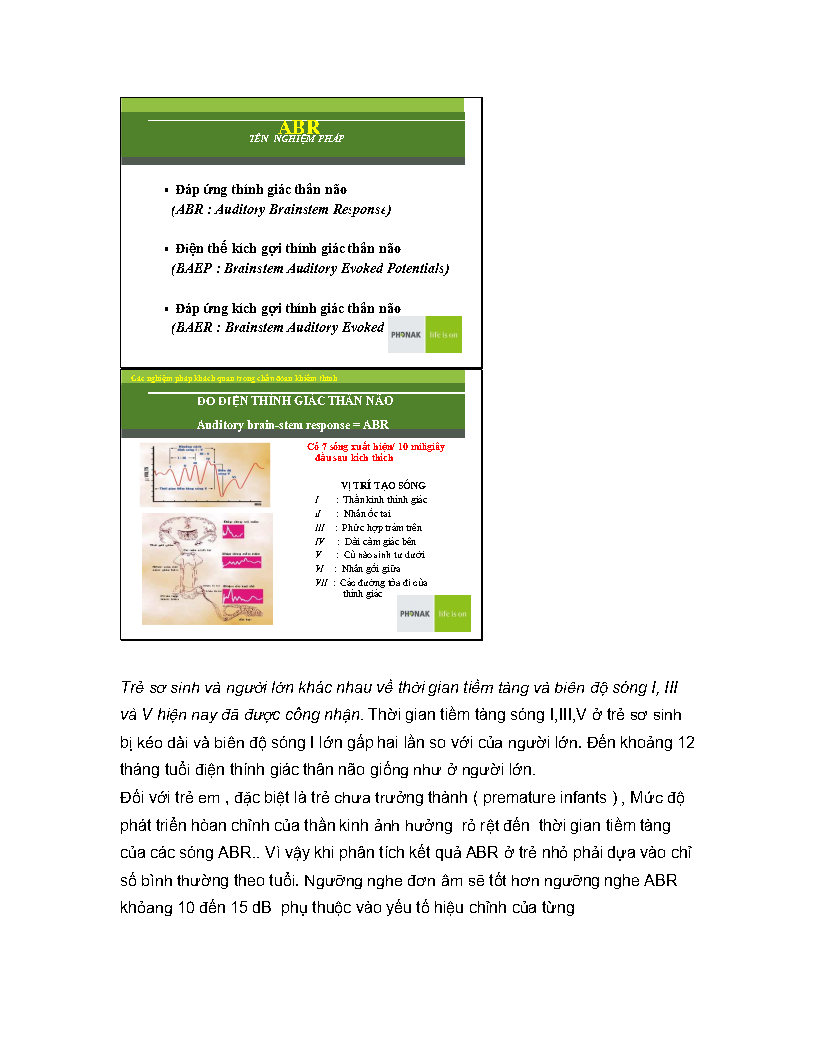 ABR
TÊN NGHIỆM PHÁP
▪ Đáp ứng thính giác thân não
(ABR : Auditory Brainstem Response)
▪ Điện thế kích gợi thính giác thân não
(BAEP : Brainstem Auditory Evoked Potentials)
▪ Đáp ứng kích gợi thính giác thân não
(BAER : Brainstem Auditory Evoked
PHONAK life is on
Các nghiệm pháp khách quan trong chẩn đoán khiếm thính
ĐO ĐIỆN THÍNH GIÁC THÂN NÃO
Auditory brain-stem response = ABR
Có 7 sóng xuất hiện/ 10 miligiây
đầu sau kích thích
VỊ TRÍ TẠO SÓNG
I : Thần kinh thính giác
II : Nhân ốc tai
III : Phức hợp trám trên
IV : Dải cảm giác bên
V : Củ não sinh tư dưới
VI : Nhân gối giữa
VII : Các đường tỏa đi của
thính giác
PHONAK life is on
Trẻ sơ sinh và người lớn khác nhau về thời gian tiềm tàng và biên độ sóng I, III
và V hiện nay đã được công nhận. Thời gian tiềm tàng sóng I,III,V ở trẻ sơ sinh
bị kéo dài và biên độ sóng I lớn gấp hai lần so với của người lớn. Đến khoảng 12
tháng tuổi điện thính giác thân não giống như ở người lớn.
Đối với trẻ em , đặc biệt là trẻ chưa trưởng thành ( premature infants ) , Mức độ
phát triển hòan chỉnh của thần kinh ảnh hưởng rỏ rệt đến thời gian tiềm tàng
của các sóng ABR.. Vì vậy khi phân tích kết quả ABR ở trẻ nhỏ phải dựa vào chỉ
số bình thường theo tuổi. Ngưỡng nghe đơn âm sẽ tốt hơn ngưỡng nghe ABR
khỏang 10 đến 15 dB phụ thuộc vào yếu tố hiệu chỉnh của từng